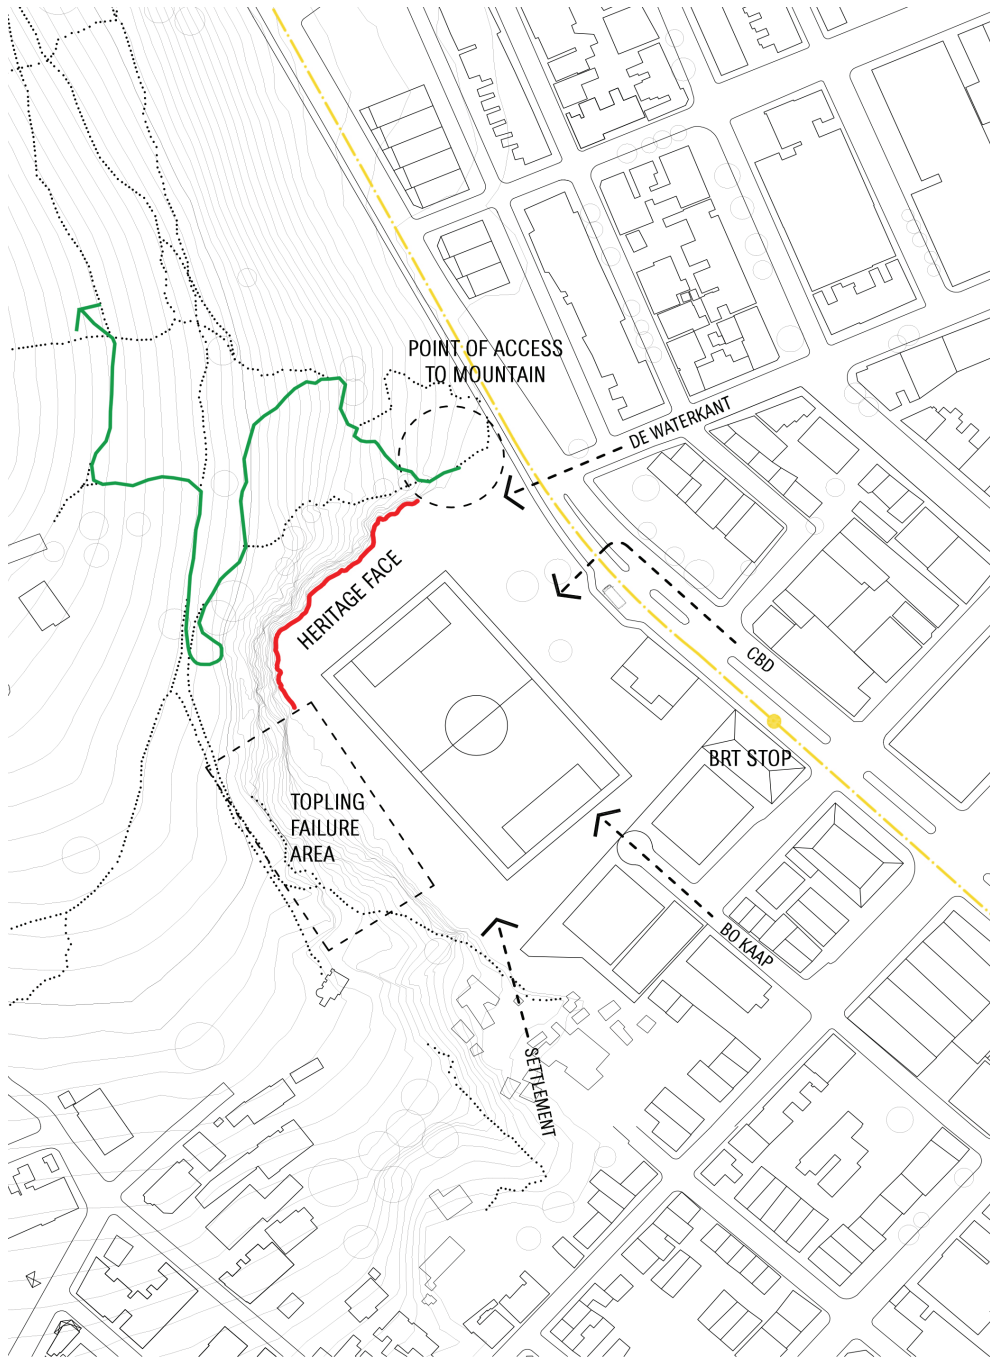 POINT OF ACCESS
TO MOUNTAIN
DE WATERKANT
HERITAGE FACE
CBD
BRT STOP
TOPLING
FAILURE
AREA
BO KAAP
SETTLEMENT